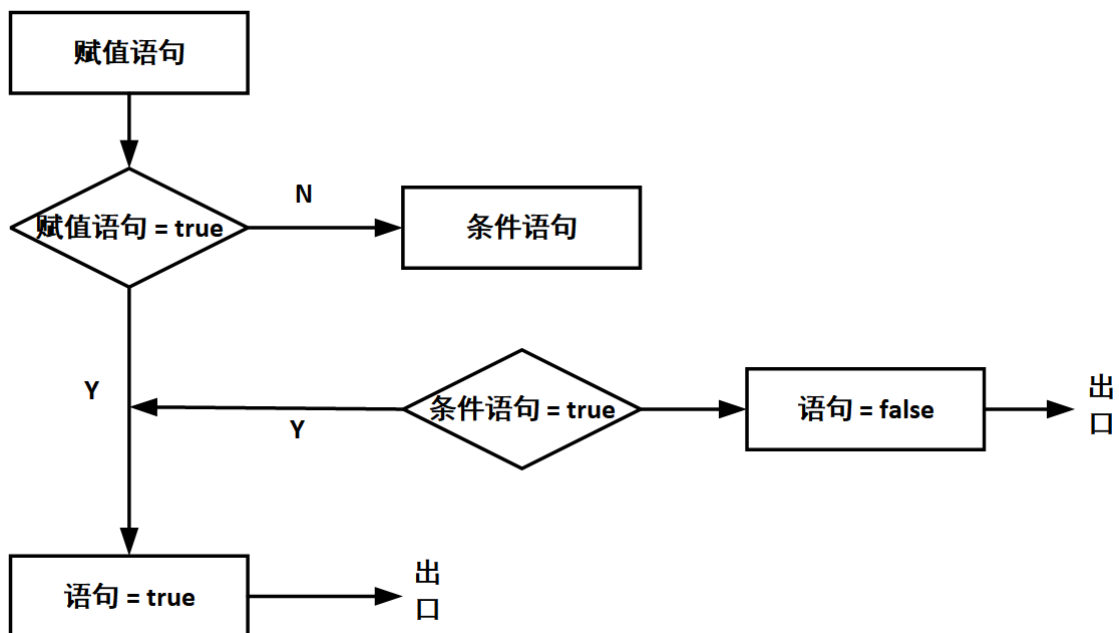 赋值语句
赋值语句 = true
N
条件语句
Y
条件语句 = true
Y
语句 = false
出
口
语句 = true
出
口